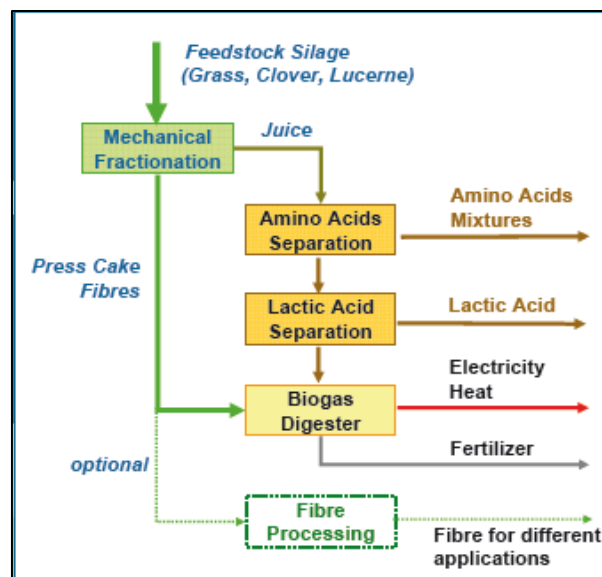 Feedstock Silage
(Grass, Clover, Lucerne)
Juice
Mechanical
Fractionation
Amino Acids
Separation
Amino Acids
Mixtures
Press Cake
Fibres
Lactic Acid
Separation
Lactic Acid
Electricity
Heat
Biogas
Digester
Fertilizer
optional
Fibre
Processing
Fibre for different
applications